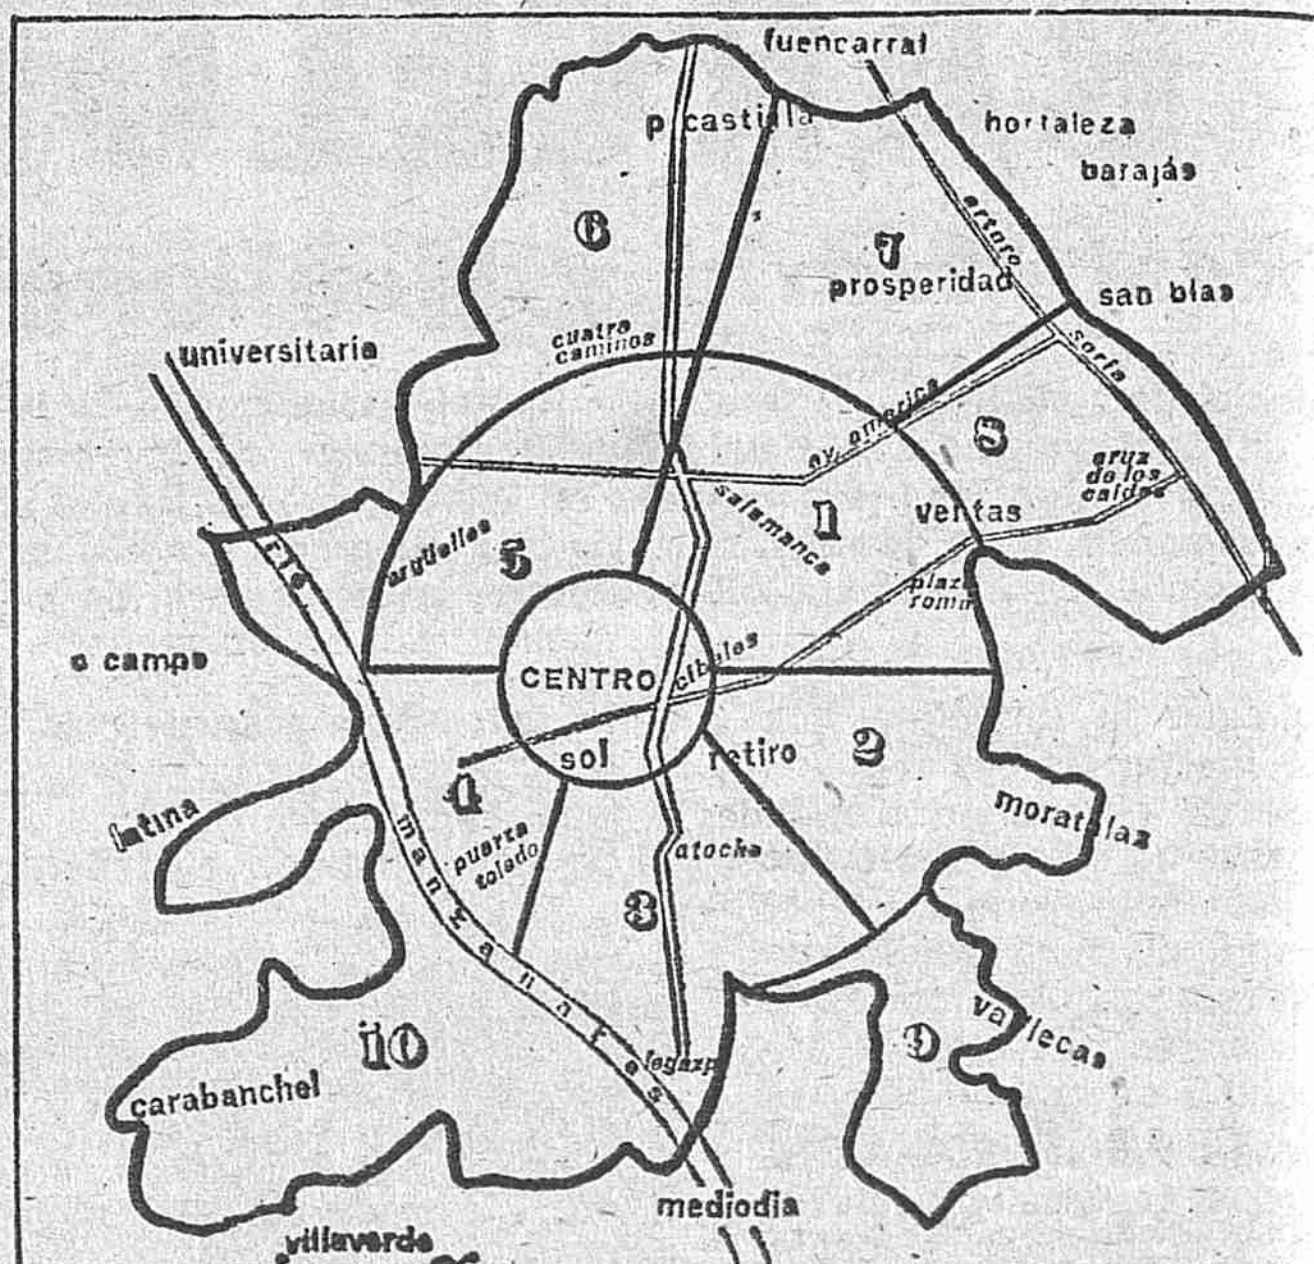 fuencarral
p castilla
hortaleza
barajás
6
arturo
7
prosperidad
san blas
cuatro
caminos
soria
universitaria
av. america
8
cruz
de los
caidos
salamanca
1
ventas
argüelles
5
rio
plaza
roma
c campo
CENTRO
cibeles
sol
retiro
2
4
latina
moratalaz
manzanares
puerta
toledo
atocha
3
vallecas
10
9
legazpi
carabanchel
mediodia
villaverde